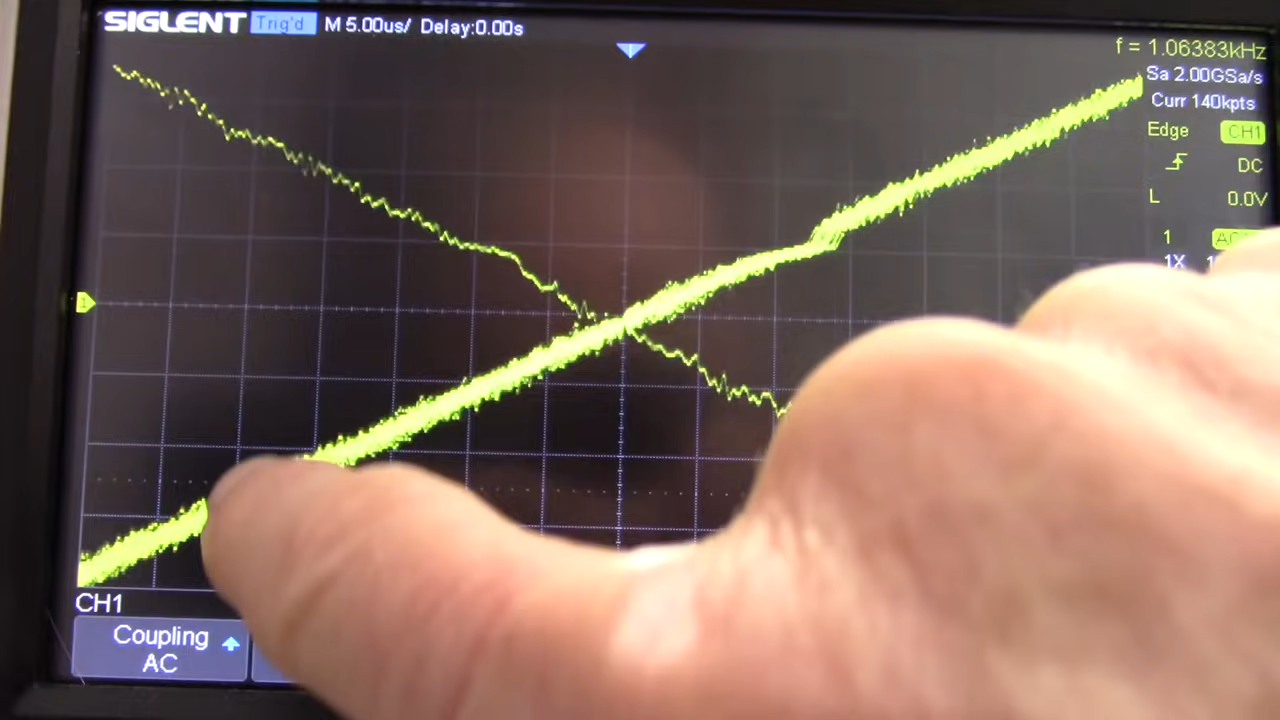 SIGLENT Trig'd M 5.00us/ Delay:0.00s
f = 1.06383kHz
Sa 2.00GSa/s
Curr 140kpts
Edge CH1
DC
L 0.0V
1
1X
1
CH1
Coupling
AC